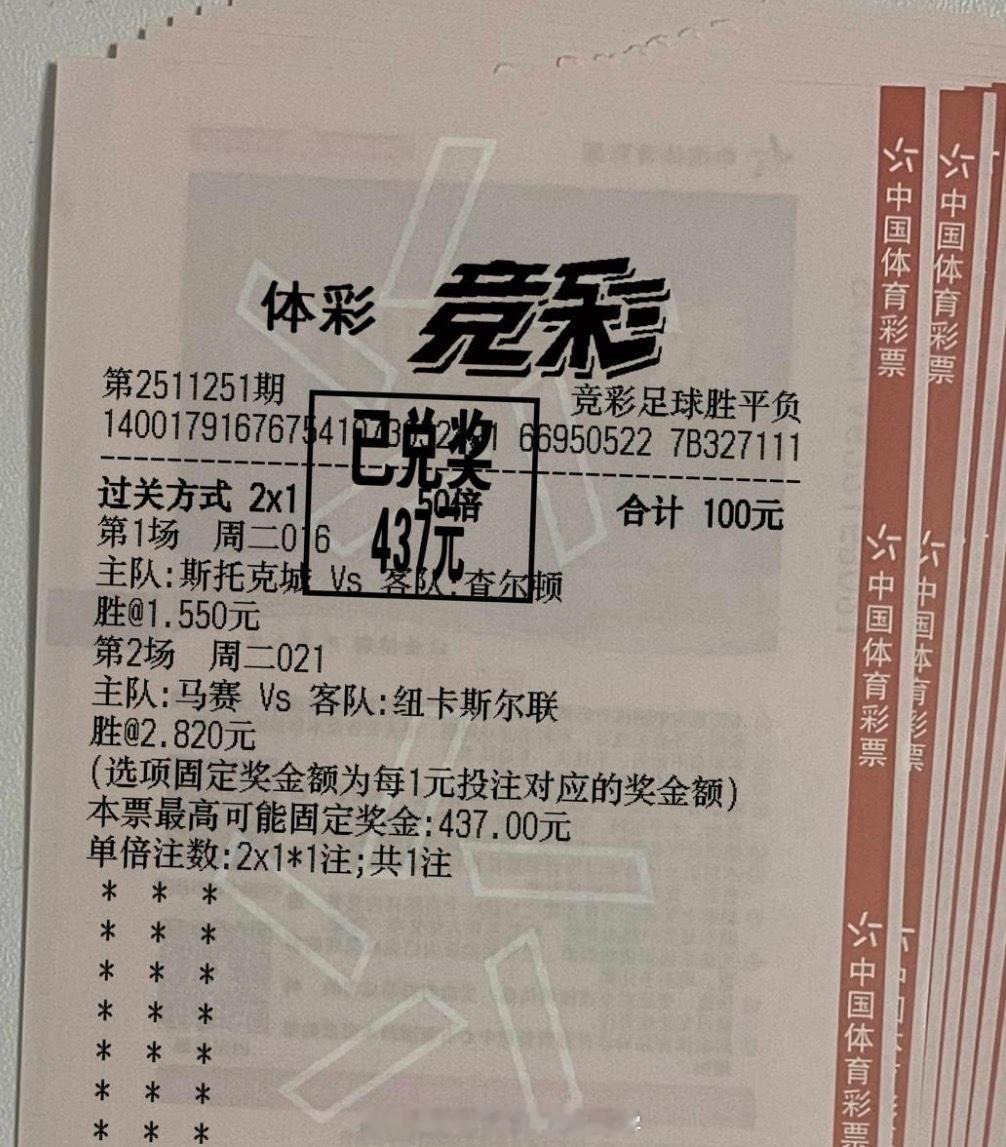 体彩 竞彩
第2511251期
竞彩足球胜平负
66950522 7B327111
已兑奖
437元
过关方式 2x1 50倍 合计 100元
第1场 周二016
主队:斯托克城 Vs 客队:查尔顿
胜@1.550元
第2场 周二021
主队:马赛 Vs 客队:纽卡斯尔联
胜@2.820元
(选项固定奖金额为每1元投注对应的奖金额)
本票最高可能固定奖金:437.00元
单倍注数:2x1*1注;共1注
* * *
* * *
* * *
* * *
* * *
* * *
* * *
中国体育彩票
中国体育彩票
中国体育彩票
中国体育彩票
中国体育彩票